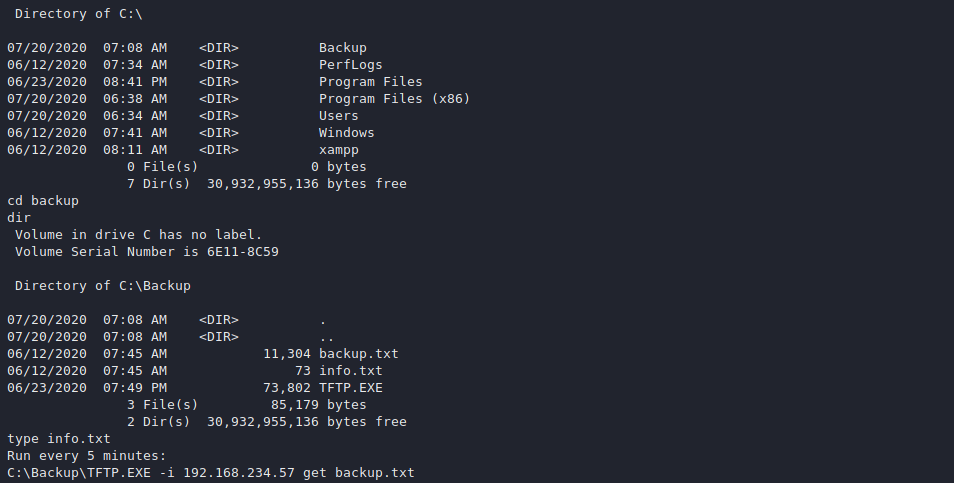 Directory of C:\

07/20/2020  07:08 AM    <DIR>          Backup
06/12/2020  07:34 AM    <DIR>          PerfLogs
06/23/2020  08:41 PM    <DIR>          Program Files
07/20/2020  06:38 AM    <DIR>          Program Files (x86)
07/20/2020  06:34 AM    <DIR>          Users
06/12/2020  07:41 AM    <DIR>          Windows
06/12/2020  08:11 AM    <DIR>          xampp
               0 File(s)              0 bytes
               7 Dir(s)  30,932,955,136 bytes free
cd backup
dir
 Volume in drive C has no label.
 Volume Serial Number is 6E11-8C59

 Directory of C:\Backup

07/20/2020  07:08 AM    <DIR>          .
07/20/2020  07:08 AM    <DIR>          ..
06/12/2020  07:45 AM            11,304 backup.txt
06/12/2020  07:45 AM                73 info.txt
06/23/2020  07:49 PM            73,802 TFTP.EXE
               3 File(s)         85,179 bytes
               2 Dir(s)  30,932,955,136 bytes free
type info.txt
Run every 5 minutes:
C:\Backup\TFTP.EXE -i 192.168.234.57 get backup.txt